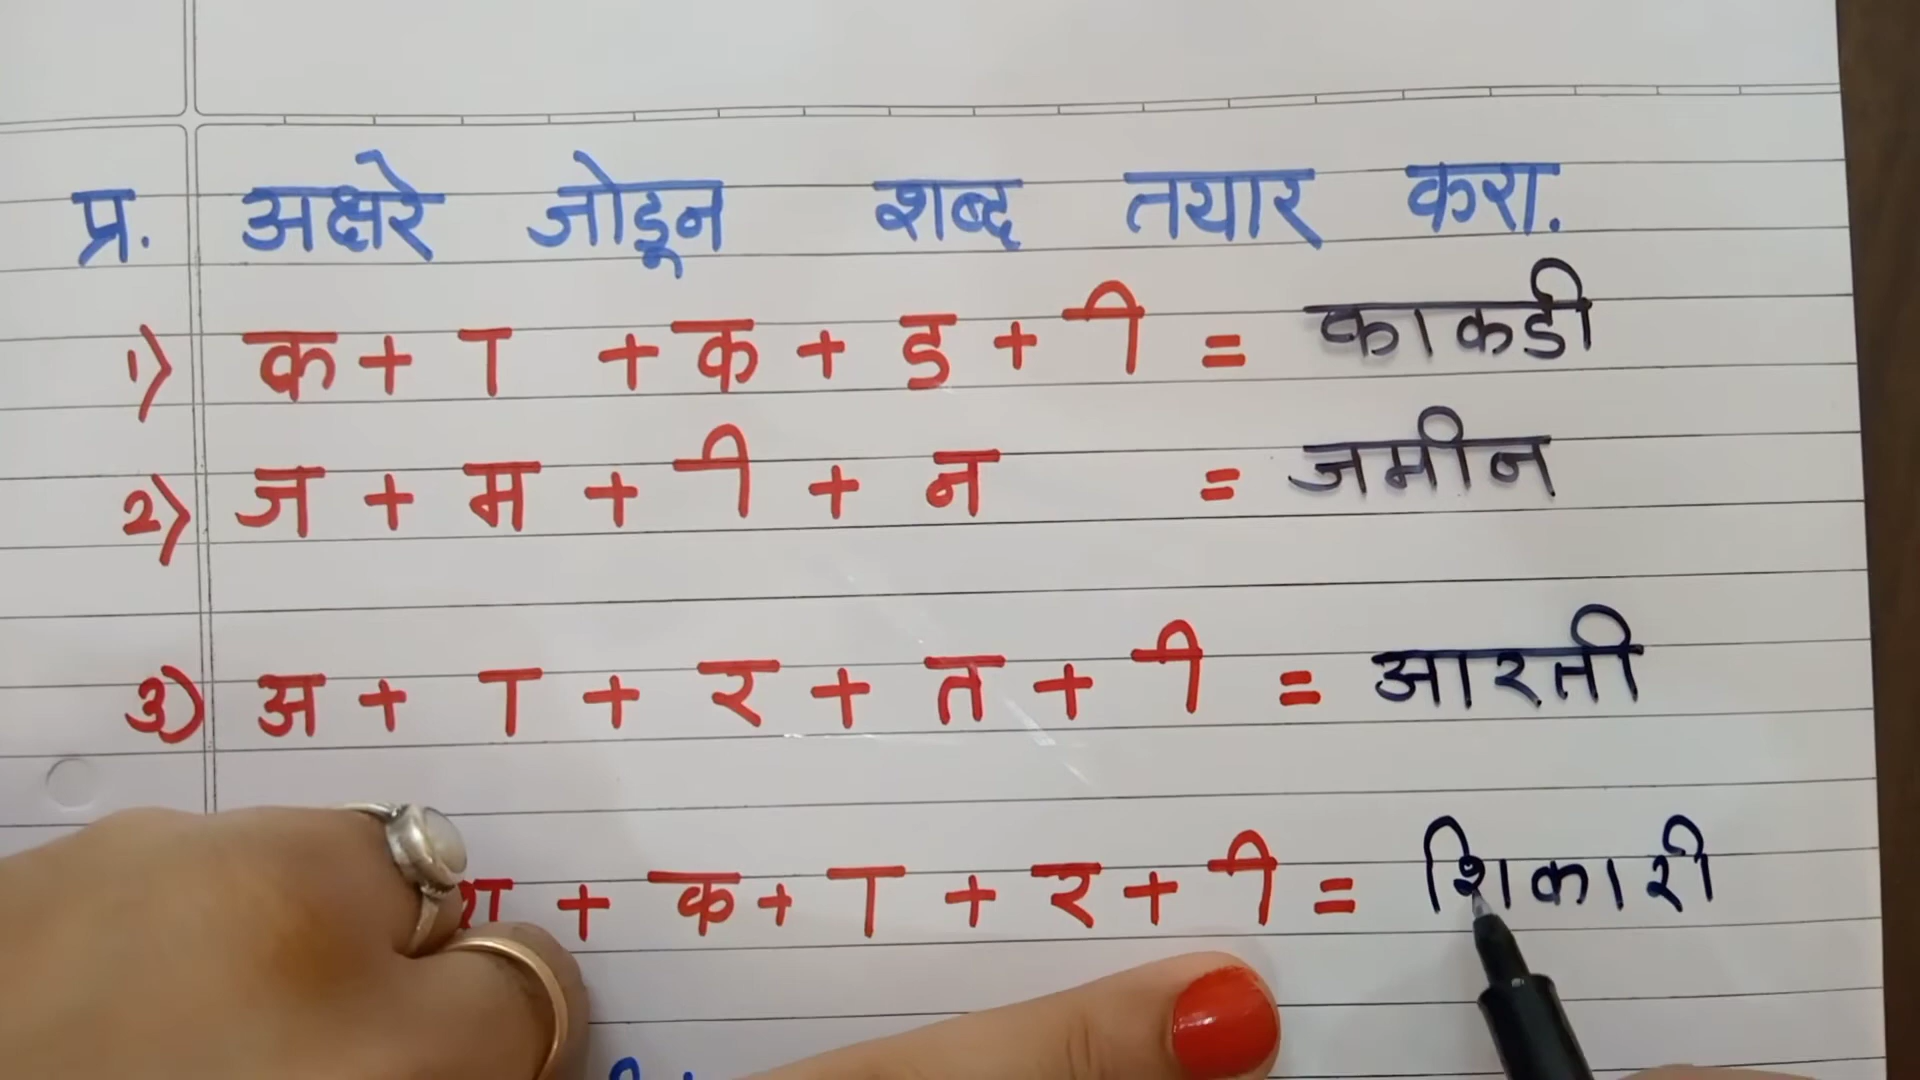 प्र. अक्षरे जोडून शब्द तयार करा.
1) क + ा + क + ड + ी = काकडी
2) ज + म + ी + न = जमीन
3) अ + ा + र + त + ी = आरती
+ क + ा + र + ी = शिकारी